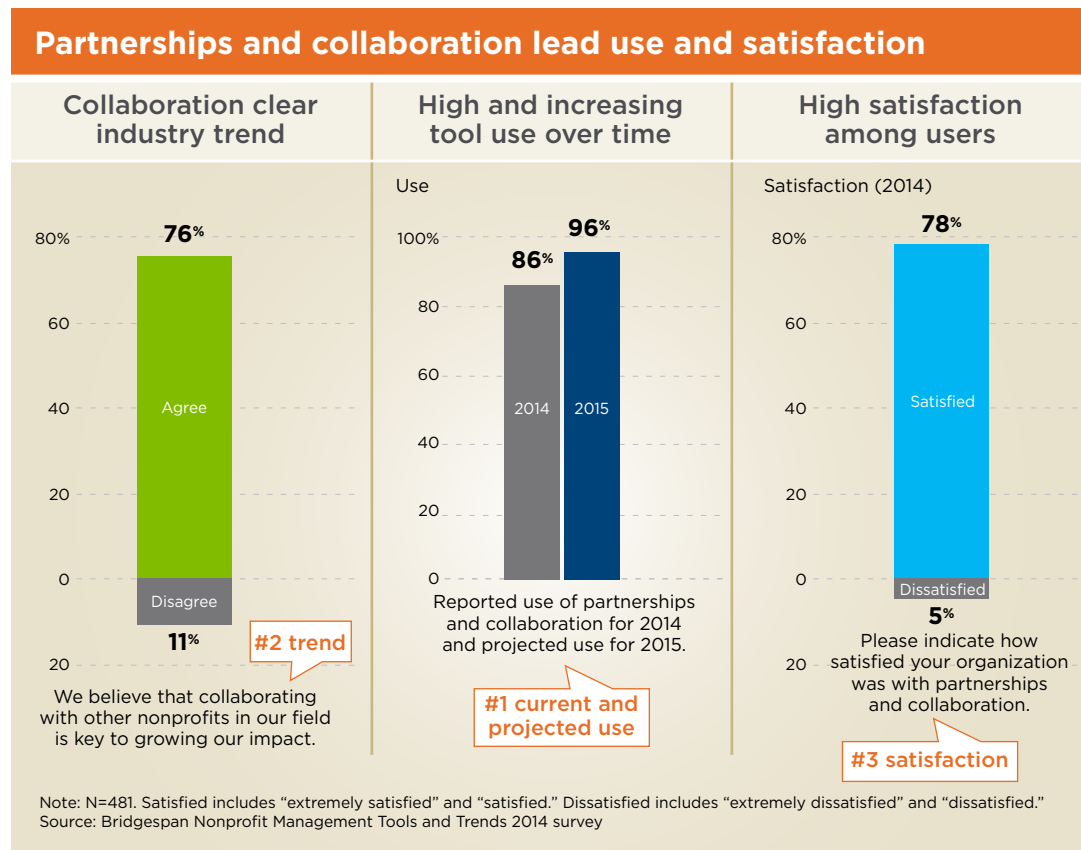 Partnerships and collaboration lead use and satisfaction
Collaboration clear
industry trend
80%
76%
60
40
Agree
20
0
Disagree
11%
#2 trend
20
We believe that collaborating
with other nonprofits in our field
is key to growing our impact.
High and increasing
tool use over time
Use
100%
86%
96%
80
60
40
2014
2015
20
0
Reported use of partnerships
and collaboration for 2014
and projected use for 2015.
#1 current and
projected use
High satisfaction
among users
Satisfaction (2014)
80%
78%
60
40
Satisfied
20
0
Dissatisfied
5%
20
Please indicate how
satisfied your organization
was with partnerships
and collaboration.
#3 satisfaction
Note: N=481. Satisfied includes “extremely satisfied” and “satisfied.” Dissatisfied includes “extremely dissatisfied” and “dissatisfied.”
Source: Bridgespan Nonprofit Management Tools and Trends 2014 survey